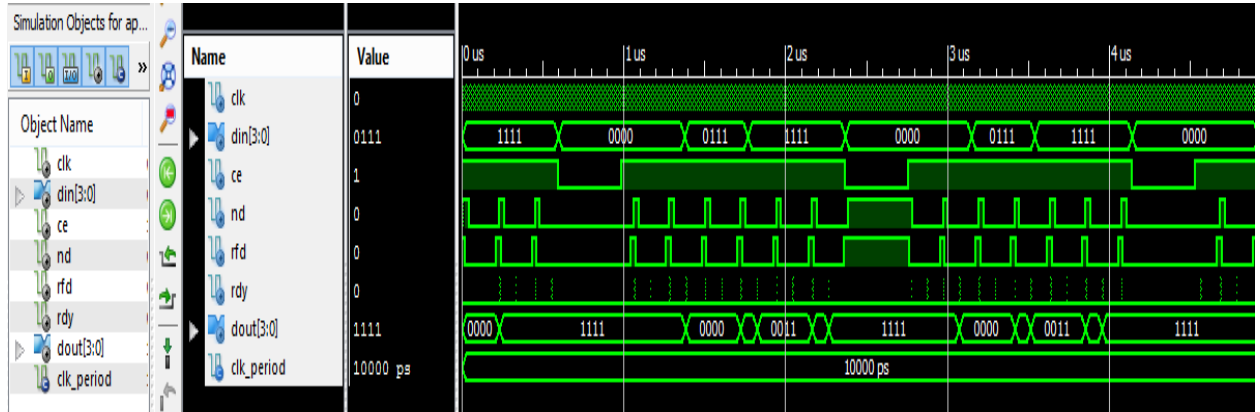 Simulation Objects for ap...
»
Object Name
clk
din[3:0]
ce
nd
rfd
rdy
dout[3:0]
clk_period
Name Value
clk 0
din[3:0] 0111
ce 1
nd 0
rfd 0
rdy 0
dout[3:0] 1111
clk_period 10000 ps
0 us 1 us 2 us 3 us 4 us
1111 0000 0111 1111 0000 0111 1111 0000
0000 1111 0000 0011 1111 0000 0011 1111
10000 ps